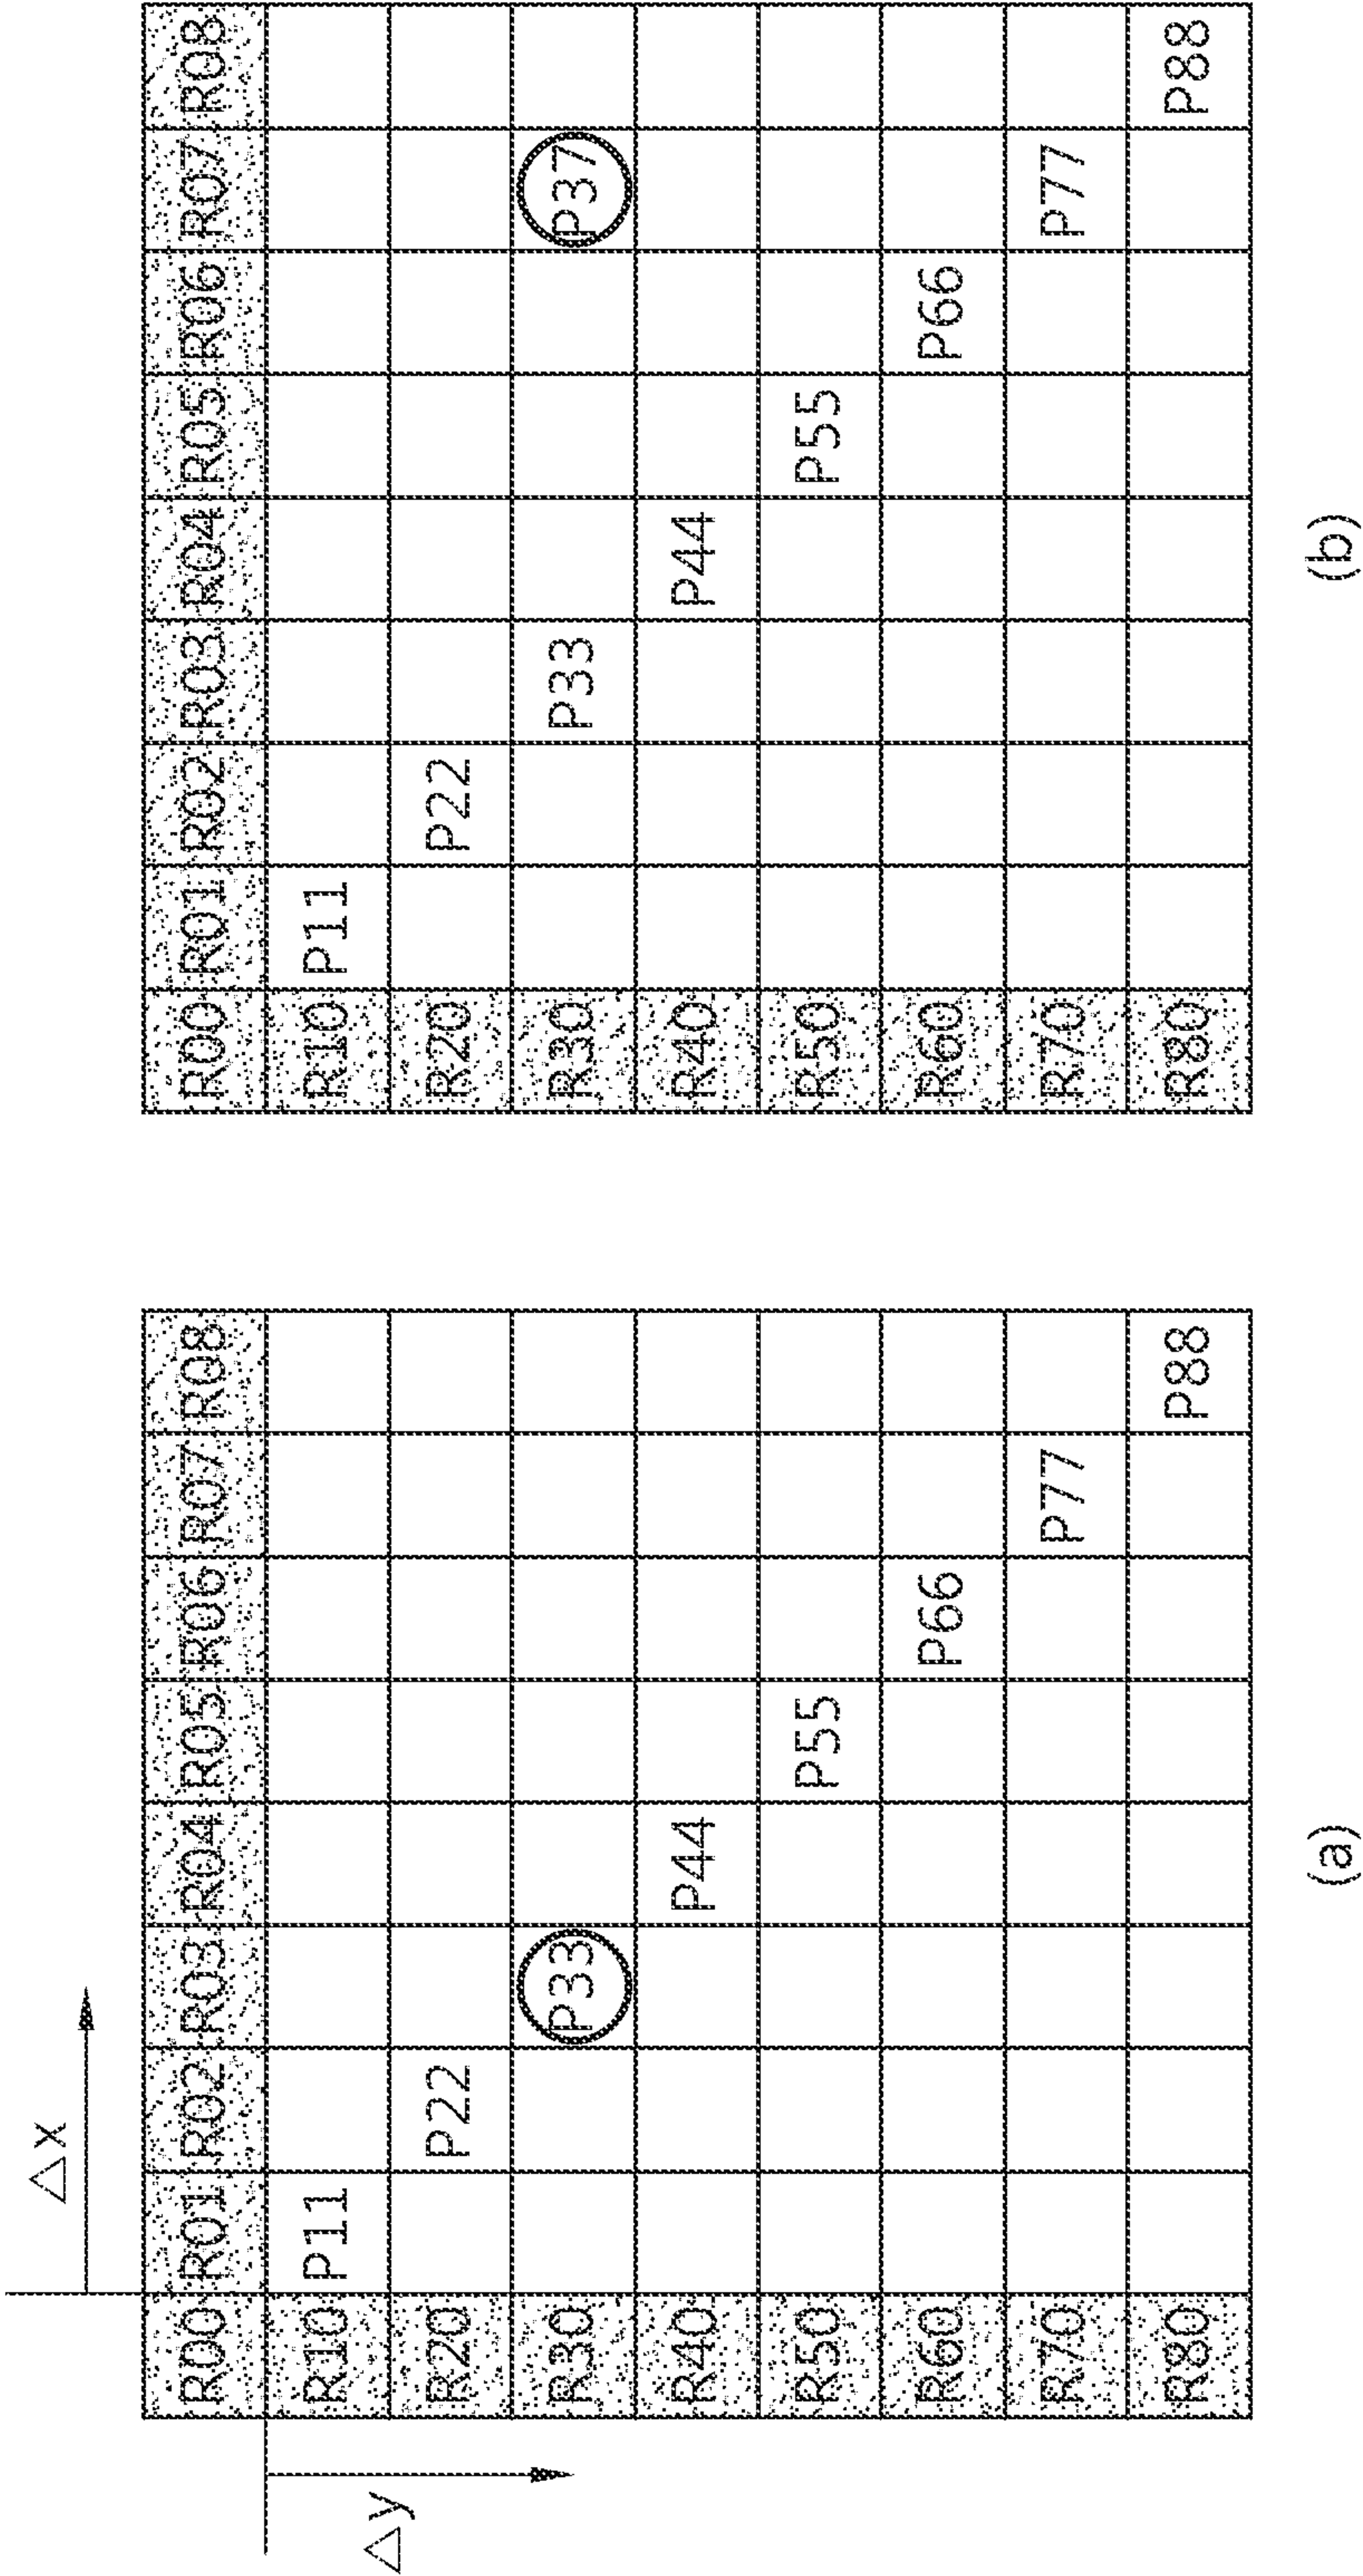 △x
△y
R00 R01 R02 R03 R04 R05 R06 R07 R08
R10 P11
R20 P22
R30 P33
R40 P44
R50 P55
R60 P66
R70 P77
R80 P88
(a)
R00 R01 R02 R03 R04 R05 R06 R07 R08
R10 P11
R20 P22
R30 P33 P37
R40 P44
R50 P55
R60 P66
R70 P77
R80 P88
(b)